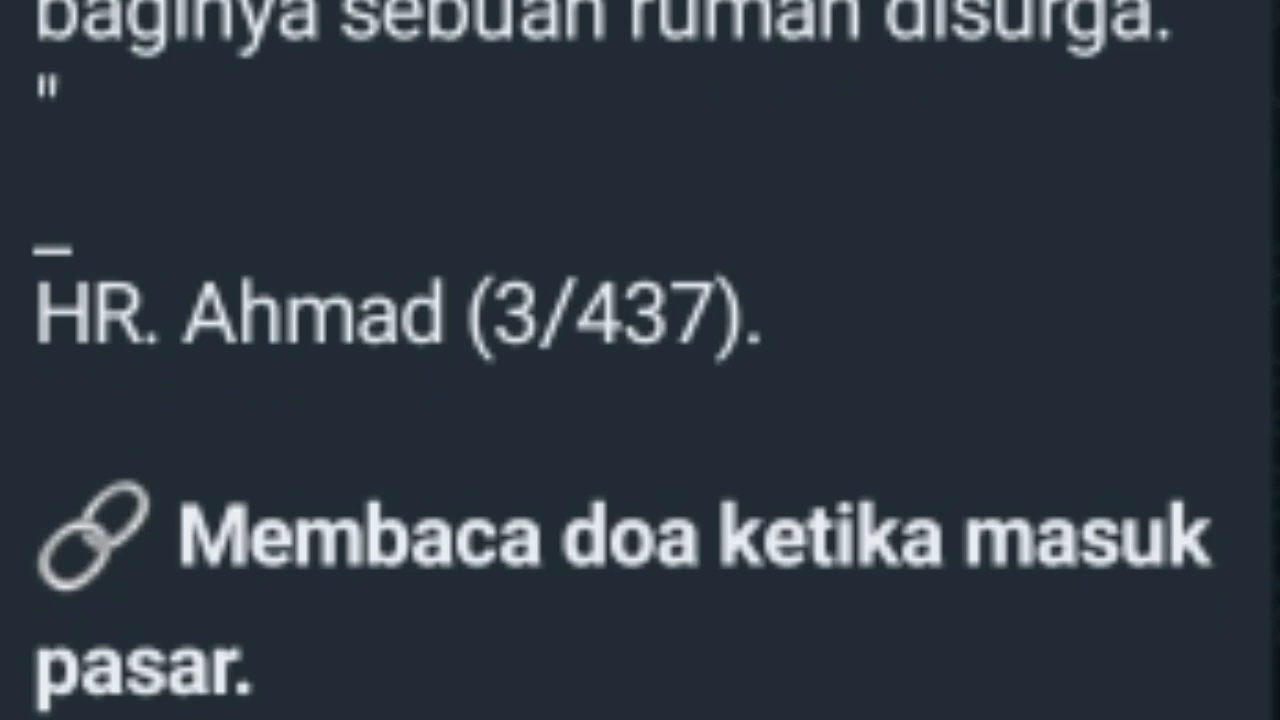 baginya sebuah rumah disurga.
"
_
HR. Ahmad (3/437).
🔗 Membaca doa ketika masuk
pasar.